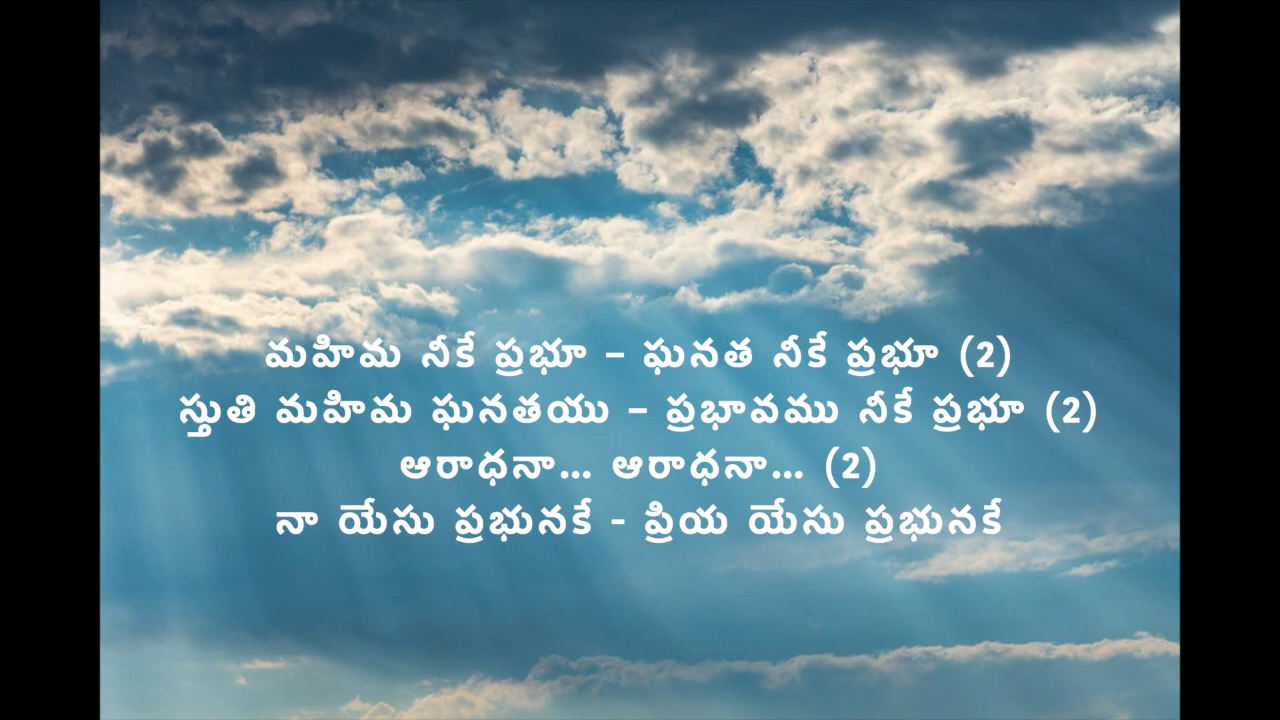 మహిమ నీకే ప్రభూ – ఘనత నీకే ప్రభూ (2)
స్తుతి మహిమ ఘనతయు – ప్రభావము నీకే ప్రభూ (2)
ఆరాధనా... ఆరాధనా... (2)
నా యేసు ప్రభునకే - ప్రియ యేసు ప్రభునకే